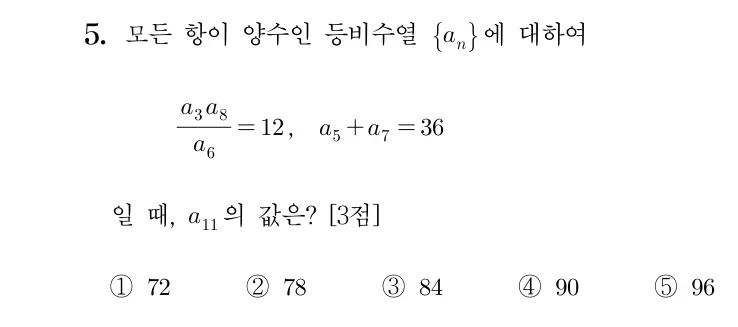 5. 모든 항이 양수인 등비수열 {aₙ}에 대하여
a₃a₈/a₆ = 12, a₅ + a₇ = 36
일 때, a₁₁의 값은? [3점]
① 72 ② 78 ③ 84 ④ 90 ⑤ 96